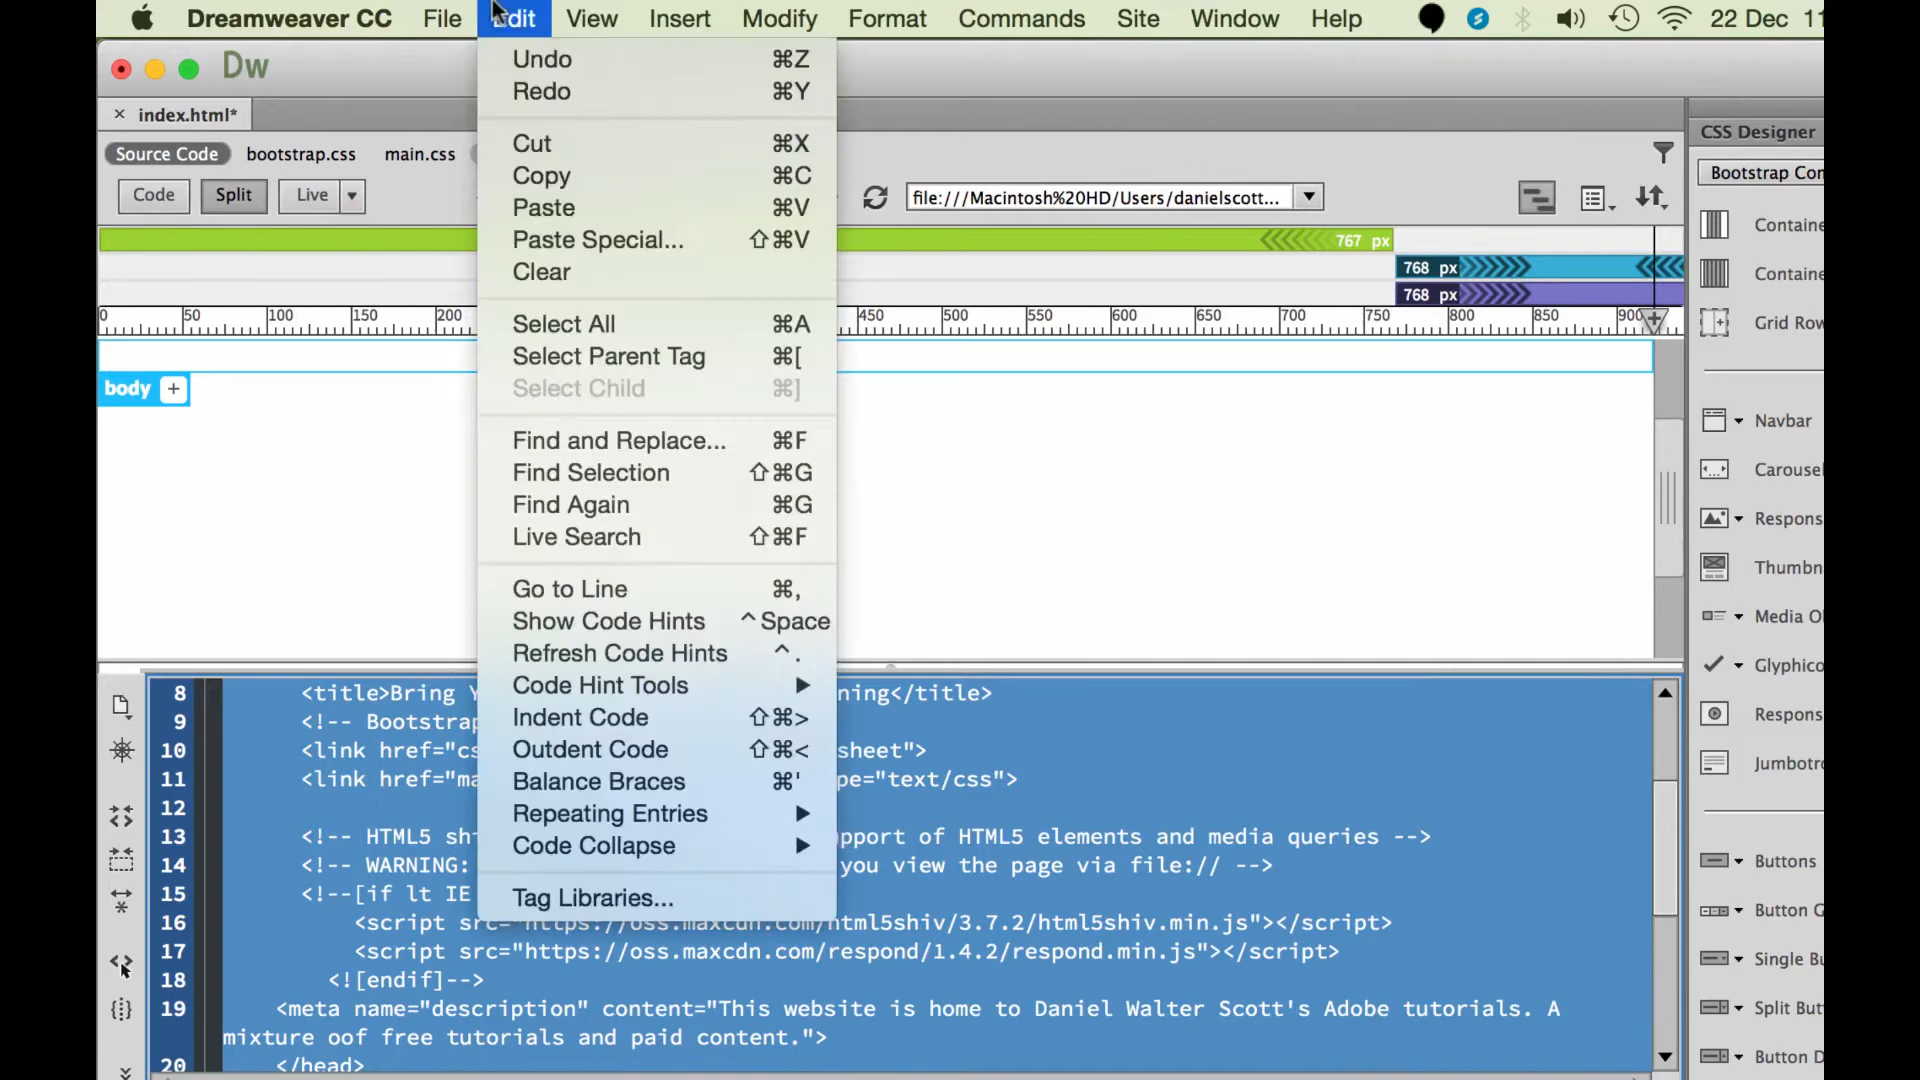 Dreamweaver CC File Edit View Insert Modify Format Commands Site Window Help 22 Dec
Dw
index.html*
Source Code bootstrap.css main.css
Code Split Live
file:///Macintosh%20HD/Users/danielscott...
767 px
768 px
768 px
0 50 100 150 200 450 500 550 600 650 700 750 800 850 900
body +
Undo ⌘Z
Redo ⌘Y
Cut ⌘X
Copy ⌘C
Paste ⌘V
Paste Special... ⇧⌘V
Clear
Select All ⌘A
Select Parent Tag ⌘[
Select Child ⌘]
Find and Replace... ⌘F
Find Selection ⇧⌘G
Find Again ⌘G
Live Search ⇧⌘F
Go to Line ⌘,
Show Code Hints ^Space
Refresh Code Hints ^.
Code Hint Tools ▶
Indent Code ⇧⌘>
Outdent Code ⇧⌘<
Balance Braces ⌘'
Repeating Entries ▶
Code Collapse ▶
Tag Libraries...
8 <title>Bring Y ning</title>
9 <!-- Bootstrap
10 <link href="cs sheet">
11 <link href="ma pe="text/css">
12
13 <!-- HTML5 sh pport of HTML5 elements and media queries -->
14 <!-- WARNING: you view the page via file:// -->
15 <!--[if lt IE
16 <script src="https://oss.maxcdn.com/html5shiv/3.7.2/html5shiv.min.js"></script>
17 <script src="https://oss.maxcdn.com/respond/1.4.2/respond.min.js"></script>
18 <![endif]-->
19 <meta name="description" content="This website is home to Daniel Walter Scott's Adobe tutorials. A
mixture oof free tutorials and paid content.">
20 </head>
CSS Designer
Bootstrap Con
Containe
Containe
Grid Row
Navbar
Carousel
Respons
Thumbn
Media O
Glyphico
Respons
Jumbotro
Buttons
Button G
Single Bu
Split But
Button D